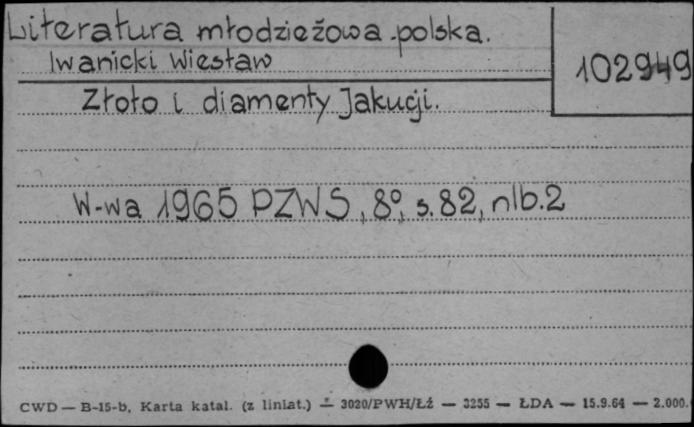 Literatura młodzieżowa-polska.
Iwanicki Wiesław
102949
Złoto i diamenty Jakucji.
W-wa 1965 PZWS, 8°, s. 82, nlb. 2
CWD — B-15-b, Karta katal. (z liniat.) — 3020/PWH/Łź — 3255 — ŁDA — 15.9.64 — 2.000.